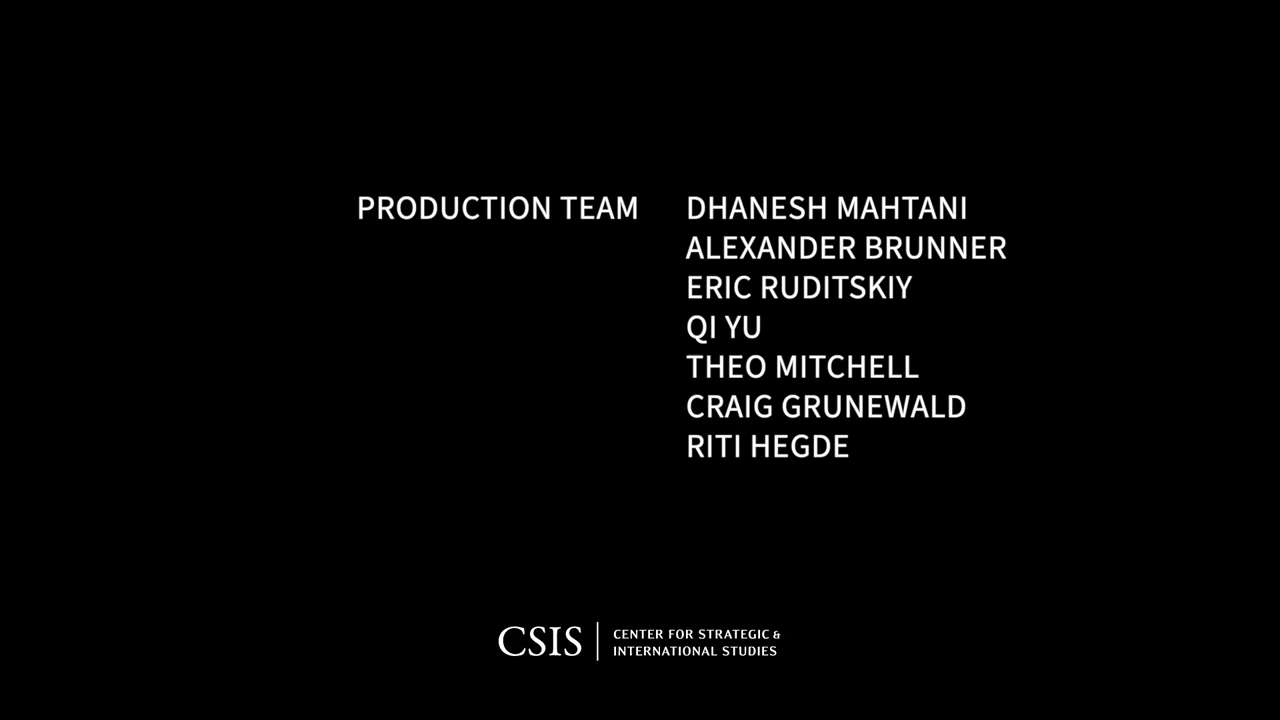 PRODUCTION TEAM DHANESH MAHTANI
ALEXANDER BRUNNER
ERIC RUDITSKIY
QI YU
THEO MITCHELL
CRAIG GRUNEWALD
RITI HEGDE
CSIS CENTER FOR STRATEGIC &
INTERNATIONAL STUDIES